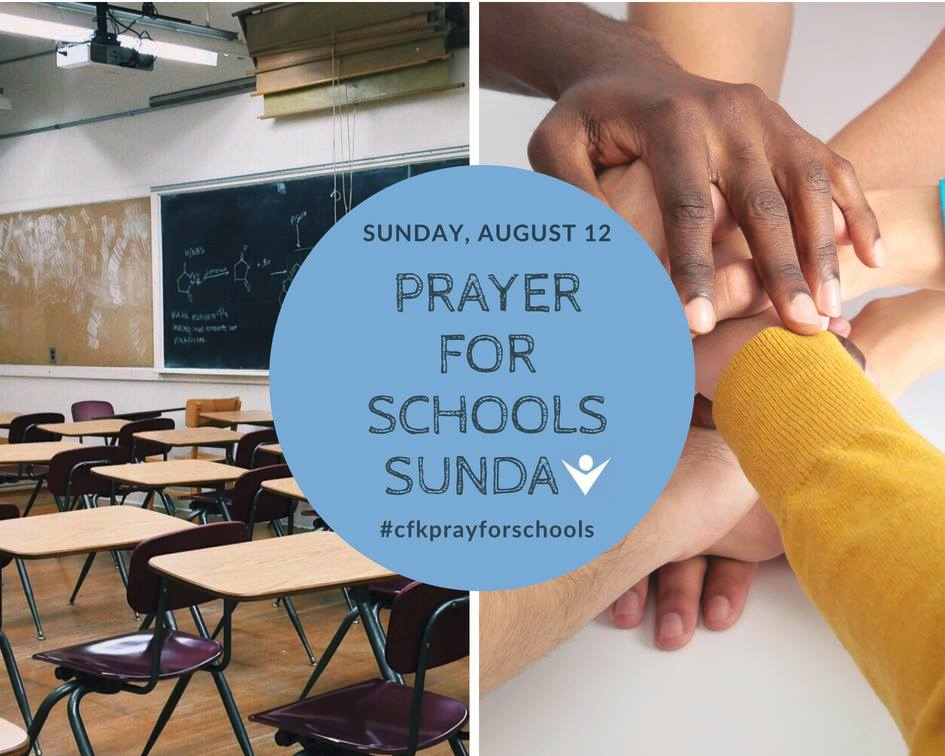 SUNDAY, AUGUST 12
PRAYER
FOR
SCHOOLS
SUNDA
#cfkprayforschools